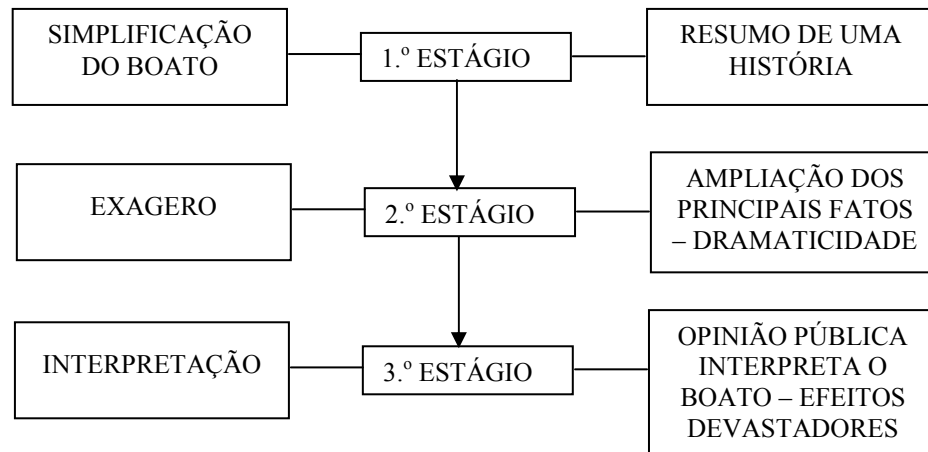 SIMPLIFICAÇÃO
DO BOATO
1.º ESTÁGIO
RESUMO DE UMA
HISTÓRIA
EXAGERO
2.º ESTÁGIO
AMPLIAÇÃO DOS
PRINCIPAIS FATOS
– DRAMATICIDADE
INTERPRETAÇÃO
3.º ESTÁGIO
OPINIÃO PÚBLICA
INTERPRETA O
BOATO – EFEITOS
DEVASTADORES